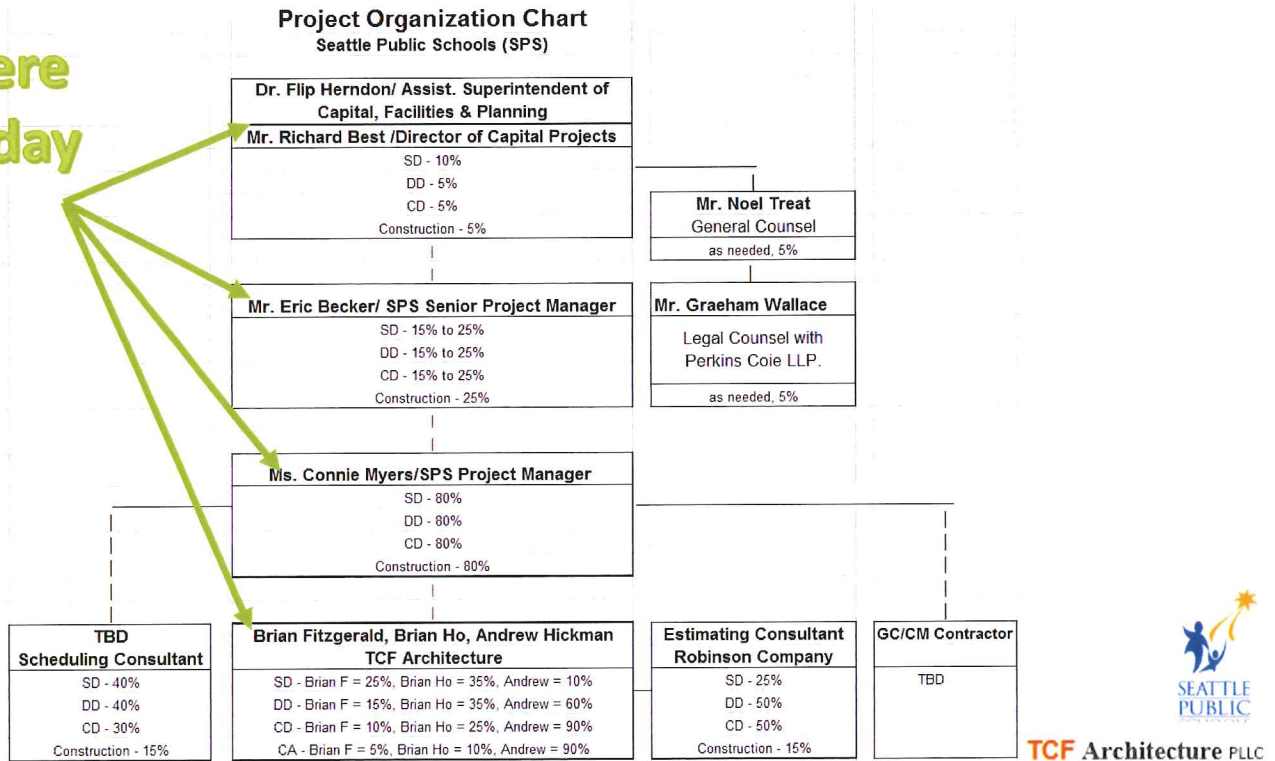 Project Organization Chart
Seattle Public Schools (SPS)
ere
day
Dr. Flip Herndon/ Assist. Superintendent of
Capital, Facilities & Planning
Mr. Richard Best /Director of Capital Projects
SD - 10%
DD - 5%
CD - 5%
Construction - 5%
Mr. Noel Treat
General Counsel
as needed, 5%
Mr. Eric Becker/ SPS Senior Project Manager
SD - 15% to 25%
DD - 15% to 25%
CD - 15% to 25%
Construction - 25%
Mr. Graeham Wallace
Legal Counsel with
Perkins Coie LLP.
as needed, 5%
Ms. Connie Myers/SPS Project Manager
SD - 80%
DD - 80%
CD - 80%
Construction - 80%
TBD
Scheduling Consultant
SD - 40%
DD - 40%
CD - 30%
Construction - 15%
Brian Fitzgerald, Brian Ho, Andrew Hickman
TCF Architecture
SD - Brian F = 25%, Brian Ho = 35%, Andrew = 10%
DD - Brian F = 15%, Brian Ho = 35%, Andrew = 60%
CD - Brian F = 10%, Brian Ho = 25%, Andrew = 90%
CA - Brian F = 5%, Brian Ho = 10%, Andrew = 90%
Estimating Consultant
Robinson Company
SD - 25%
DD - 50%
CD - 50%
Construction - 15%
GC/CM Contractor
TBD
SEATTLE
PUBLIC
TCF Architecture PLLC